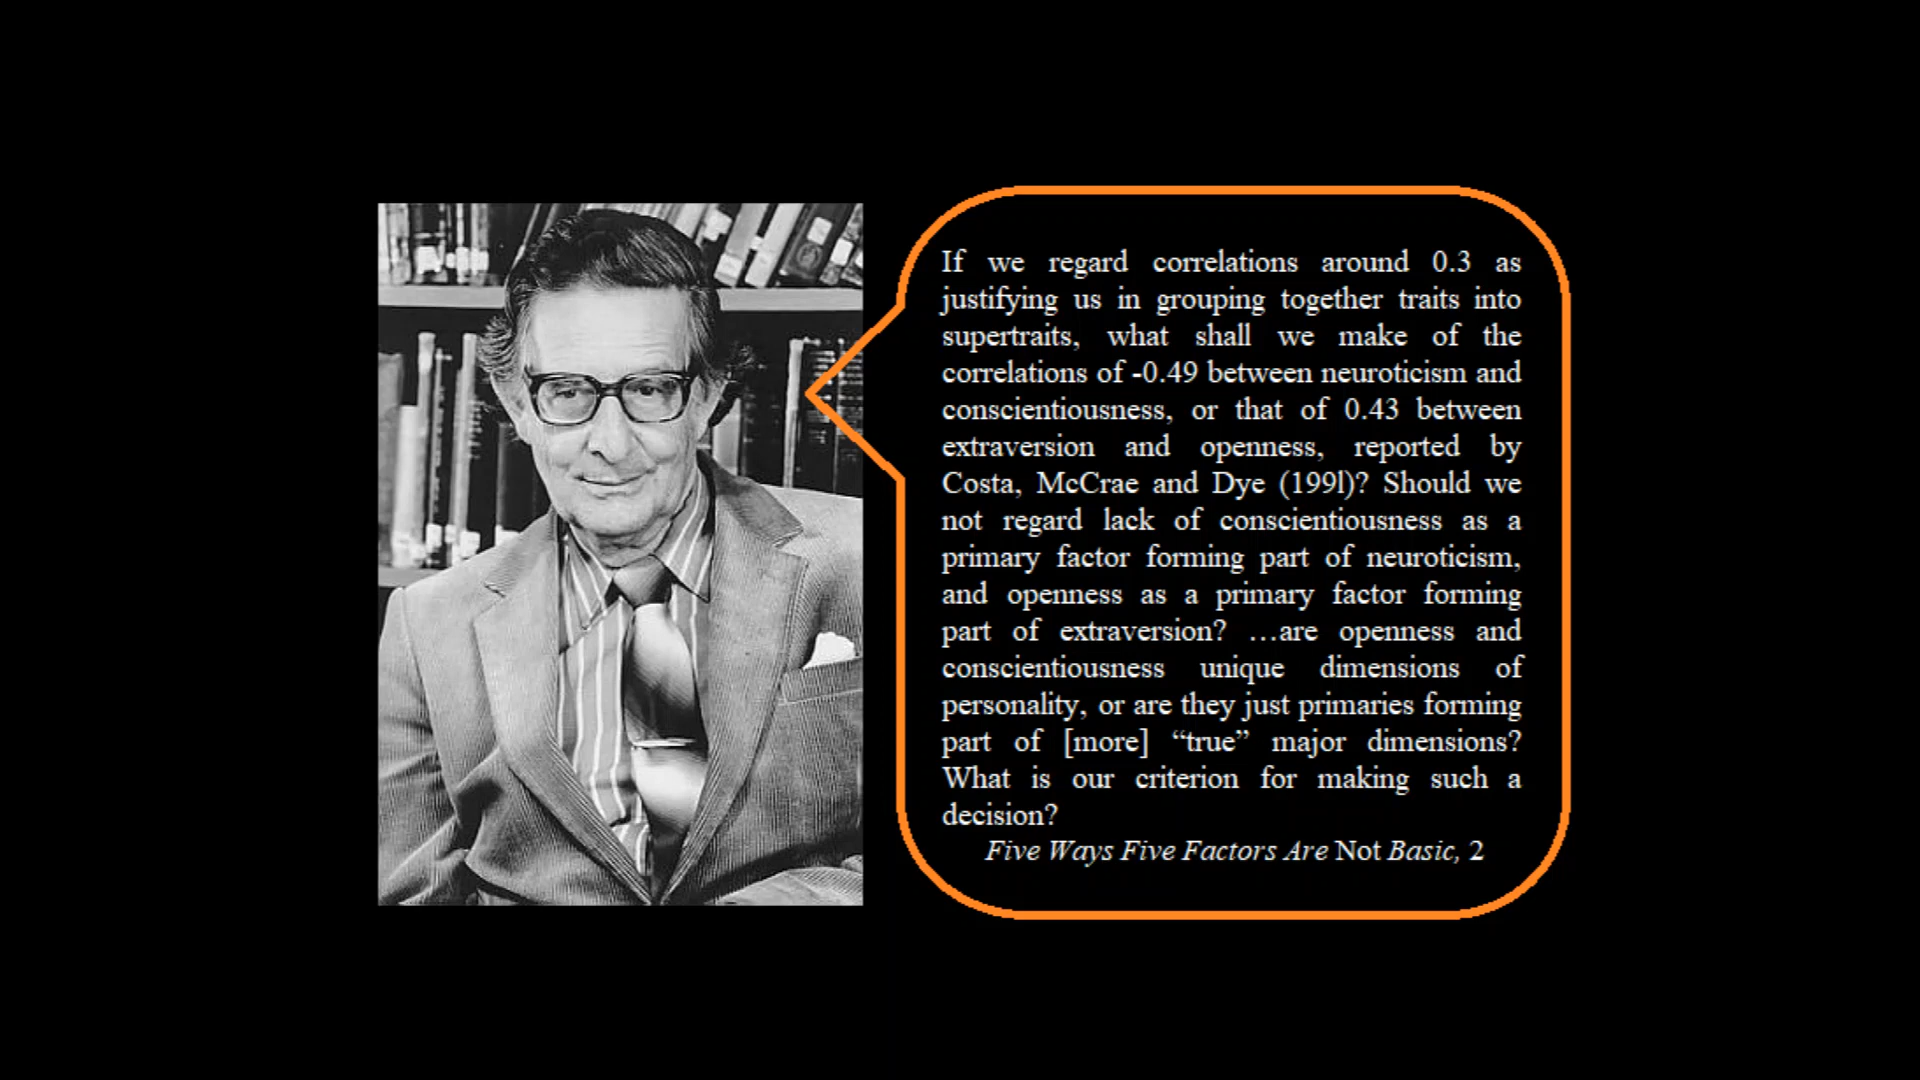 If we regard correlations around 0.3 as
justifying us in grouping together traits into
supertraits, what shall we make of the
correlations of -0.49 between neuroticism and
conscientiousness, or that of 0.43 between
extraversion and openness, reported by
Costa, McCrae and Dye (199l)? Should we
not regard lack of conscientiousness as a
primary factor forming part of neuroticism,
and openness as a primary factor forming
part of extraversion? …are openness and
conscientiousness unique dimensions of
personality, or are they just primaries forming
part of [more] “true” major dimensions?
What is our criterion for making such a
decision?
Five Ways Five Factors Are Not Basic, 2